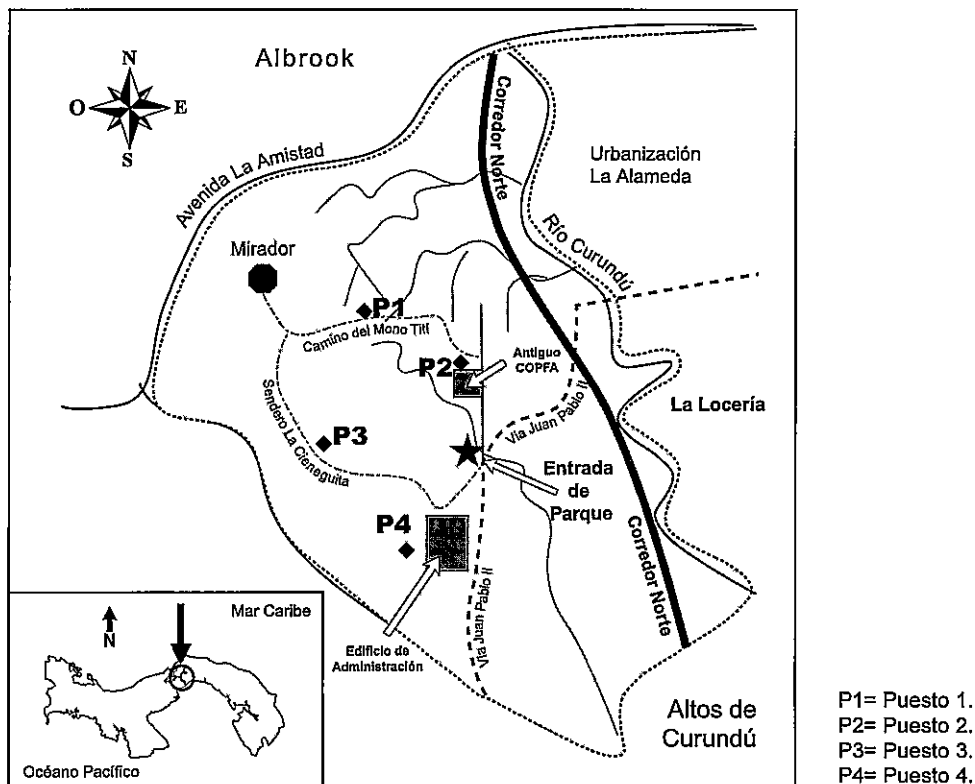 Albrook
N
O
E
S
Avenida La Amistad
Corredor Norte
Urbanización
La Alameda
Río Curundú
Mirador
P1
Camino del Mono Tití
P2
Antiguo
COPFA
Sendero La Cieneguita
P3
Vía Juan Pablo II
La Locería
Entrada
de
Parque
P4
Vía Juan Pablo II
Corredor Norte
Edificio de
Administración
Altos de
Curundú
Mar Caribe
N
Océano Pacífico
P1= Puesto 1.
P2= Puesto 2.
P3= Puesto 3.
P4= Puesto 4.